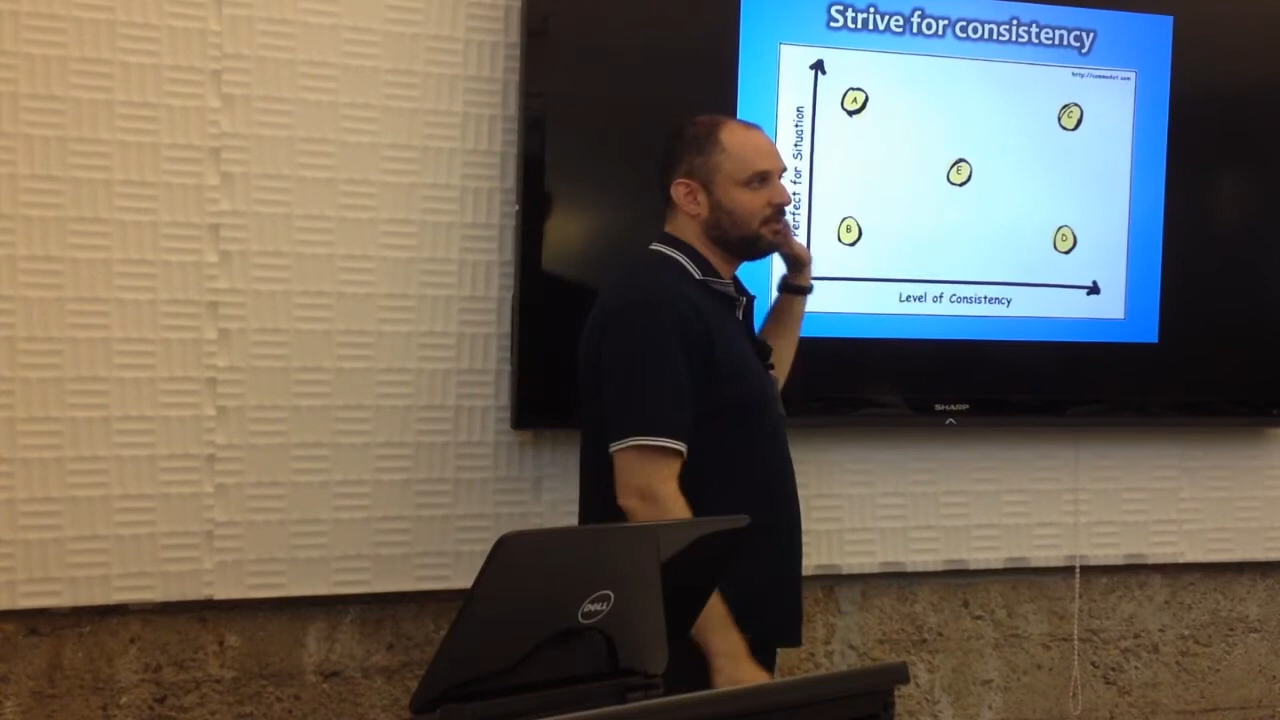 Strive for consistency
A
C
E
B
D
Perfect for Situation
Level of Consistency
SHARP
DELL